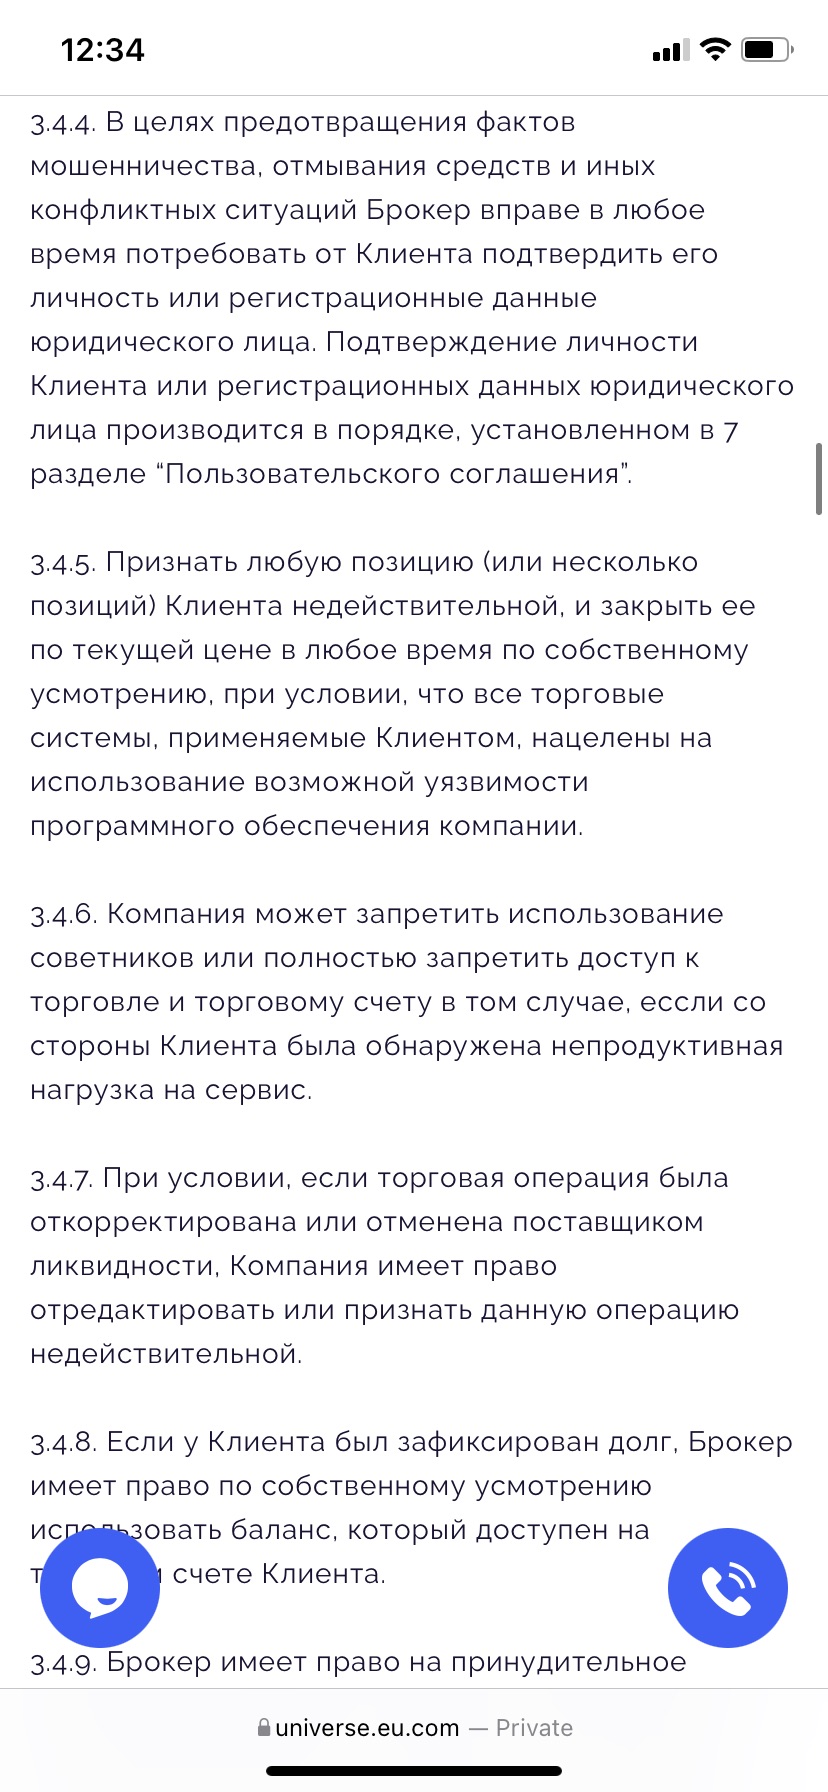 12:34
3.4.4. В целях предотвращения фактов
мошенничества, отмывания средств и иных
конфликтных ситуаций Брокер вправе в любое
время потребовать от Клиента подтвердить его
личность или регистрационные данные
юридического лица. Подтверждение личности
Клиента или регистрационных данных юридического
лица производится в порядке, установленном в 7
разделе “Пользовательского соглашения”.
3.4.5. Признать любую позицию (или несколько
позиций) Клиента недействительной, и закрыть ее
по текущей цене в любое время по собственному
усмотрению, при условии, что все торговые
системы, применяемые Клиентом, нацелены на
использование возможной уязвимости
программного обеспечения компании.
3.4.6. Компания может запретить использование
советников или полностью запретить доступ к
торговле и торговому счету в том случае, ессли со
стороны Клиента была обнаружена непродуктивная
нагрузка на сервис.
3.4.7. При условии, если торговая операция была
откорректирована или отменена поставщиком
ликвидности, Компания имеет право
отредактировать или признать данную операцию
недействительной.
3.4.8. Если у Клиента был зафиксирован долг, Брокер
имеет право по собственному усмотрению
использовать баланс, который доступен на
счете Клиента.
3.4.9. Брокер имеет право на принудительное
universe.eu.com — Private